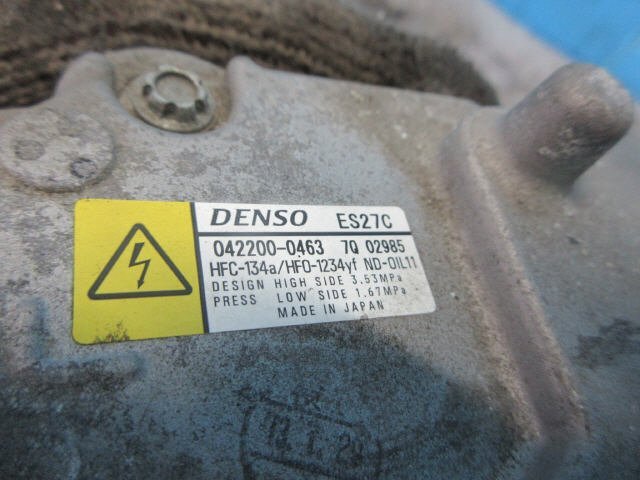 DENSO ES27C
042200-0463 7Q 02985
HFC-134a/HFO-1234yf ND-OIL11
DESIGN HIGH SIDE 3.53MPa
PRESS LOW SIDE 1.67MPa
MADE IN JAPAN